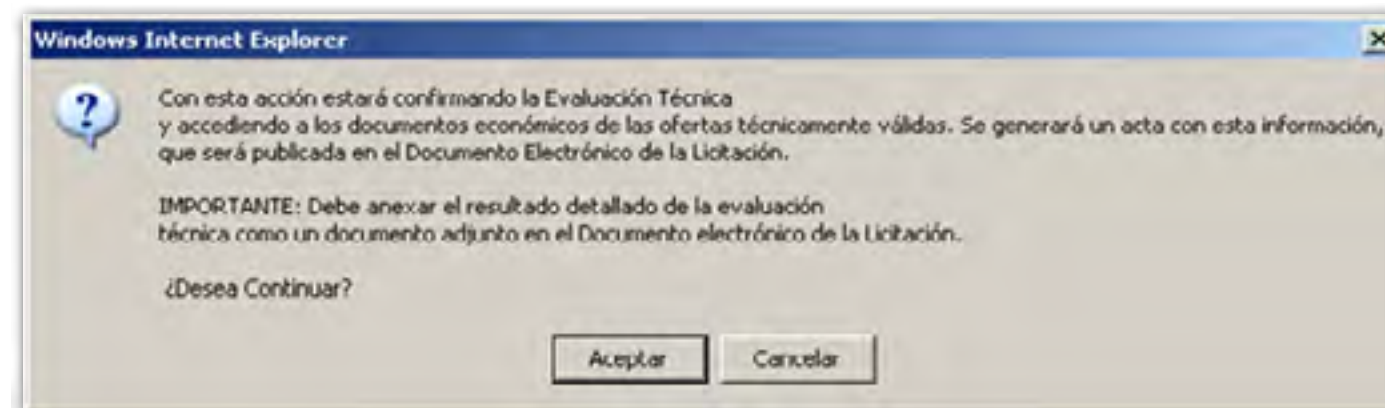 Windows Internet Explorer
Con esta acción estará confirmando la Evaluación Técnica
y accediendo a los documentos económicos de las ofertas técnicamente válidas. Se generará un acta con esta información,
que será publicada en el Documento Electrónico de la Licitación.
IMPORTANTE: Debe anexar el resultado detallado de la evaluación
técnica como un documento adjunto en el Documento electrónico de la Licitación.
¿Desea Continuar?
Aceptar
Cancelar